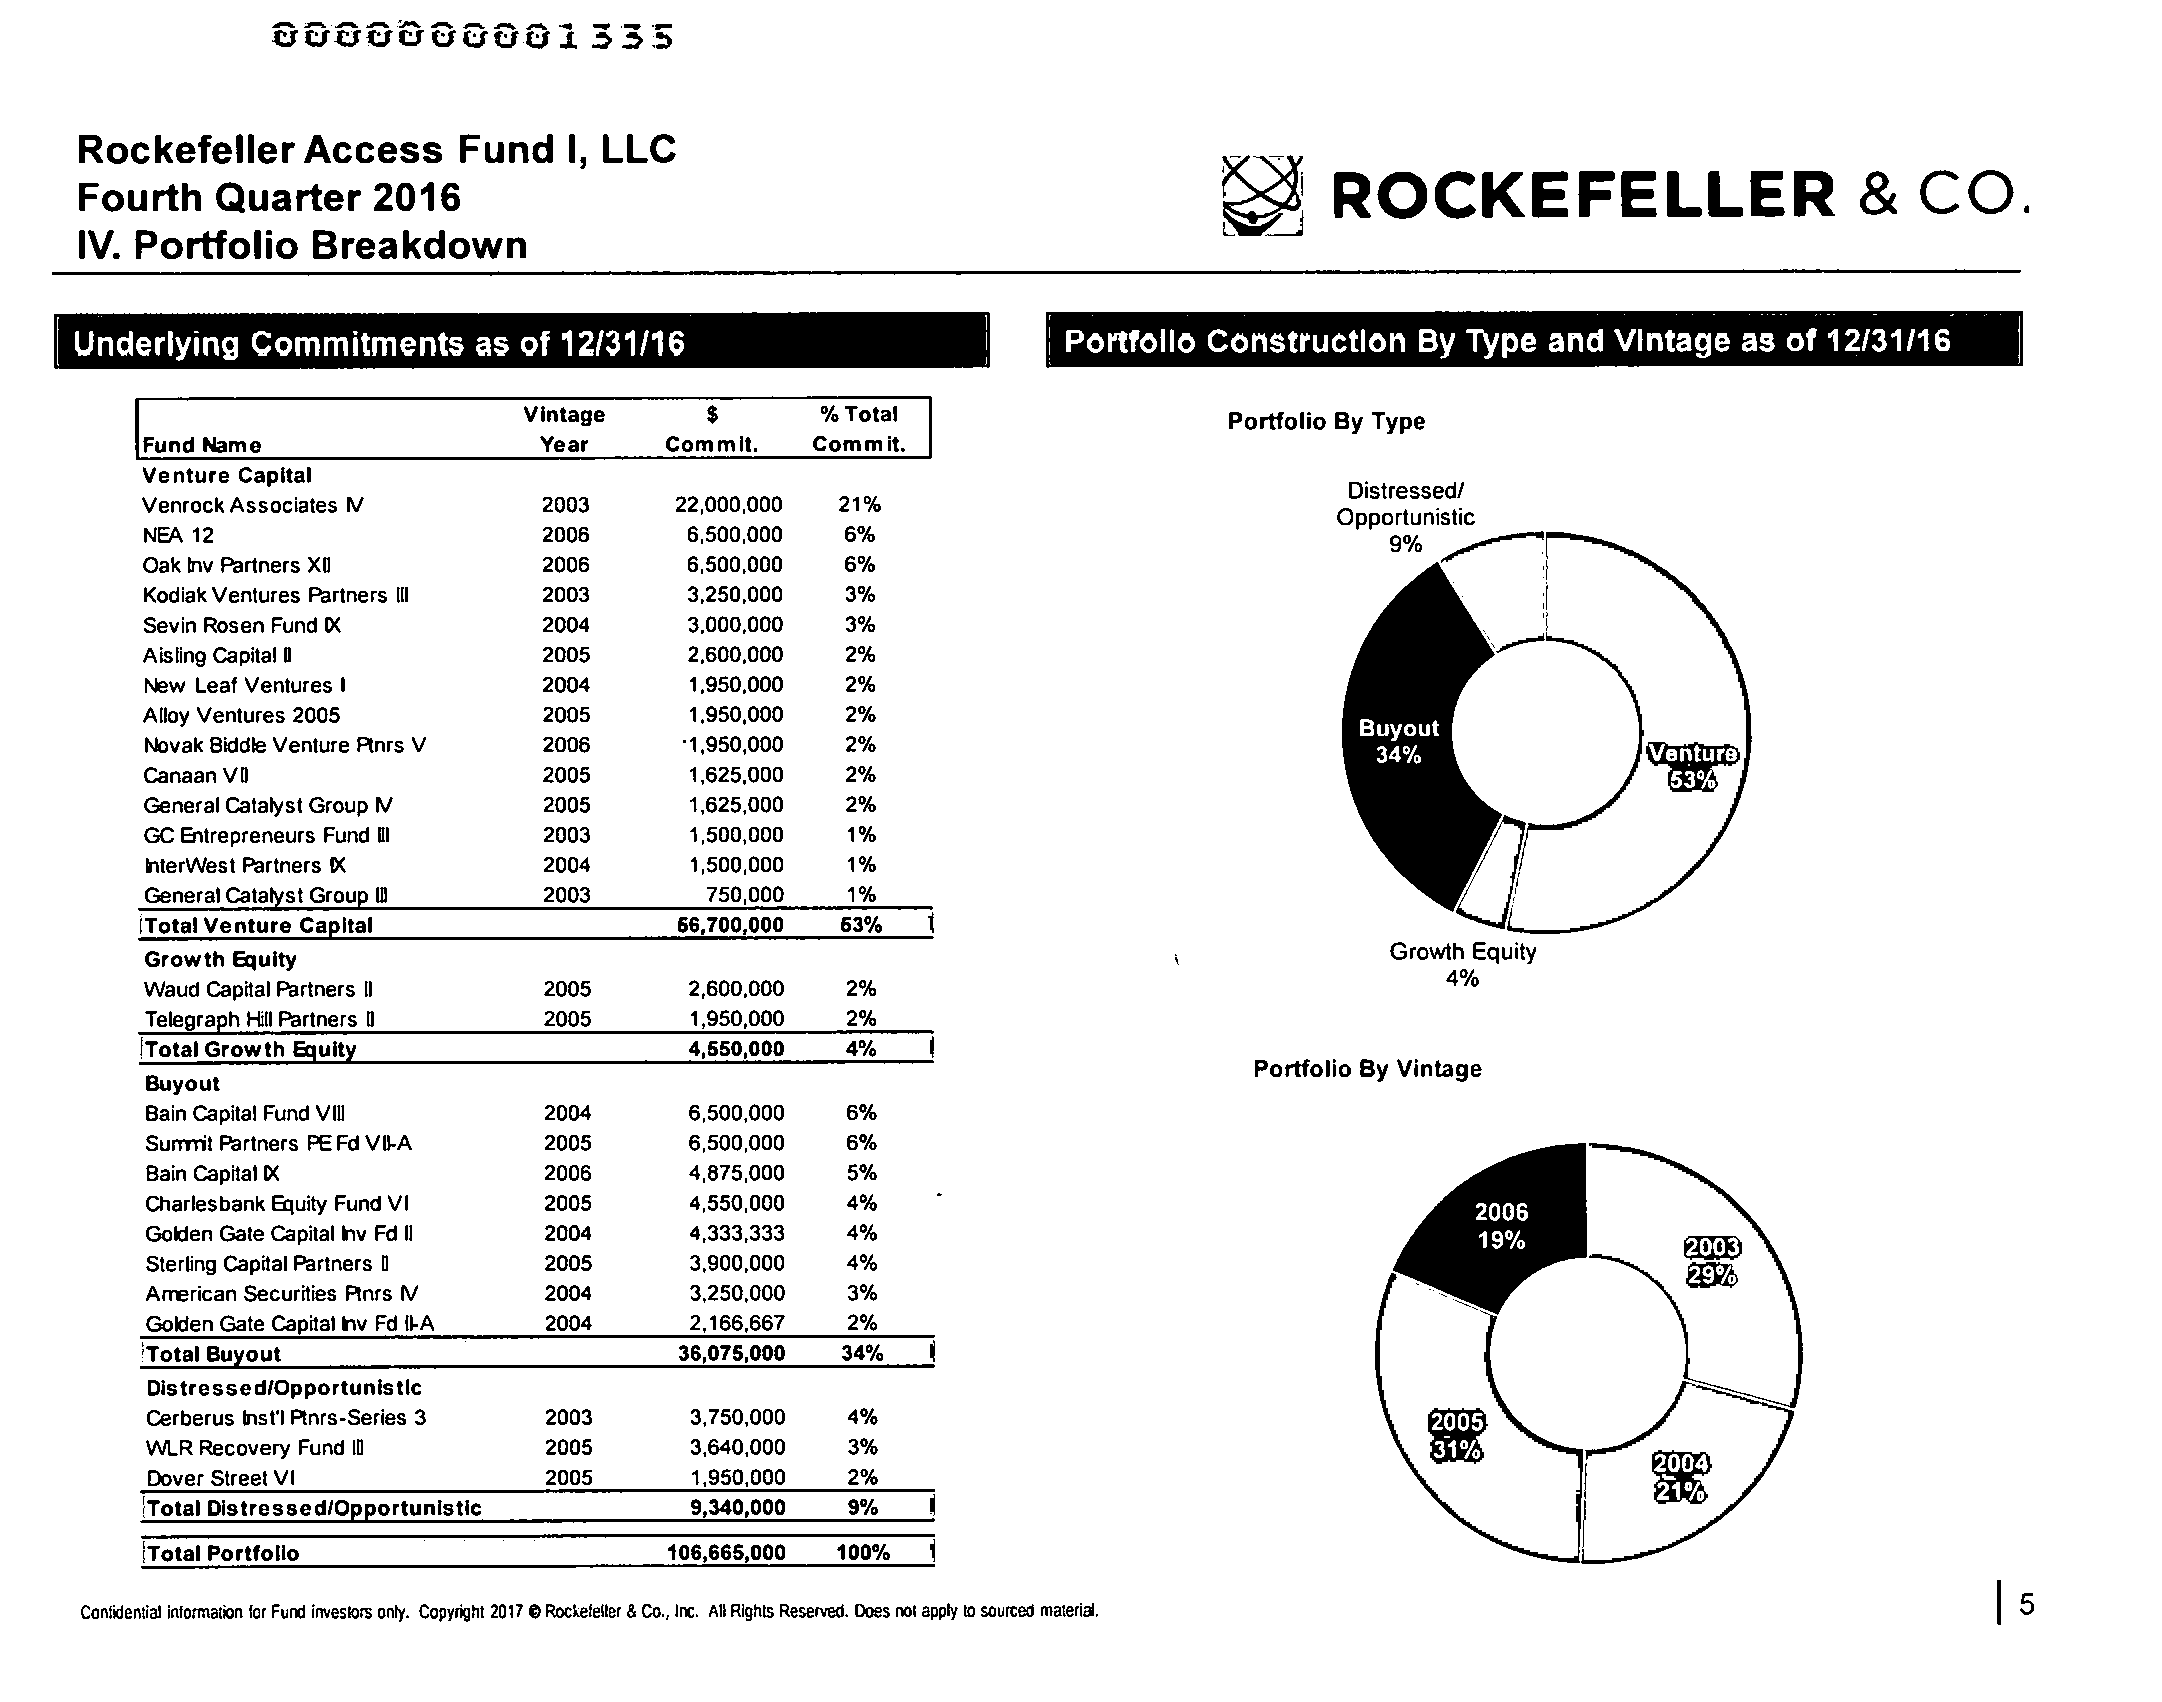 0000000001335
Rockefeller Access Fund I, LLC
Fourth Quarter 2016
IV. Portfolio Breakdown
ROCKEFELLER & CO.
Underlying Commitments as of 12/31/16
Vintage $ % Total
Fund Name Year Commit. Commit.
Venture Capital
Venrock Associates IV 2003 22,000,000 21%
NEA 12 2006 6,500,000 6%
Oak Inv Partners XII 2006 6,500,000 6%
Kodiak Ventures Partners III 2003 3,250,000 3%
Sevin Rosen Fund IX 2004 3,000,000 3%
Aisling Capital II 2005 2,600,000 2%
New Leaf Ventures I 2004 1,950,000 2%
Alloy Ventures 2005 2005 1,950,000 2%
Novak Biddle Venture Ptnrs V 2006 1,950,000 2%
Canaan VII 2005 1,625,000 2%
General Catalyst Group IV 2005 1,625,000 2%
GC Entrepreneurs Fund III 2003 1,500,000 1%
InterWest Partners IX 2004 1,500,000 1%
General Catalyst Group III 2003 750,000 1%
Total Venture Capital 56,700,000 53%
Growth Equity
Waud Capital Partners II 2005 2,600,000 2%
Telegraph Hill Partners II 2005 1,950,000 2%
Total Growth Equity 4,550,000 4%
Buyout
Bain Capital Fund VIII 2004 6,500,000 6%
Summit Partners PE Fd VII-A 2005 6,500,000 6%
Bain Capital IX 2006 4,875,000 5%
Charlesbank Equity Fund VI 2005 4,550,000 4%
Golden Gate Capital Inv Fd II 2004 4,333,333 4%
Sterling Capital Partners II 2005 3,900,000 4%
American Securities Ptnrs IV 2004 3,250,000 3%
Golden Gate Capital Inv Fd II-A 2004 2,166,667 2%
Total Buyout 36,075,000 34%
Distressed/Opportunistic
Cerberus Inst'l Ptnrs-Series 3 2003 3,750,000 4%
WLR Recovery Fund III 2005 3,640,000 3%
Dover Street VI 2005 1,950,000 2%
Total Distressed/Opportunistic 9,340,000 9%
Total Portfolio 106,665,000 100%
Portfolio Construction By Type and Vintage as of 12/31/16
Portfolio By Type
Distressed/
Opportunistic
9%
Buyout
34%
Venture
53%
Growth Equity
4%
Portfolio By Vintage
2006
19%
2003
29%
2005
31%
2004
21%
Confidential information for Fund investors only. Copyright 2017 © Rockefeller & Co., Inc. All Rights Reserved. Does not apply to sourced material.
5